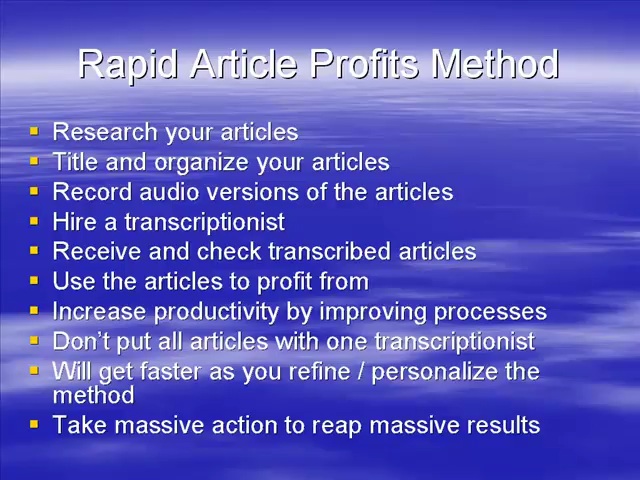 Rapid Article Profits Method
Research your articles
Title and organize your articles
Record audio versions of the articles
Hire a transcriptionist
Receive and check transcribed articles
Use the articles to profit from
Increase productivity by improving processes
Don't put all articles with one transcriptionist
Will get faster as you refine / personalize the
method
Take massive action to reap massive results